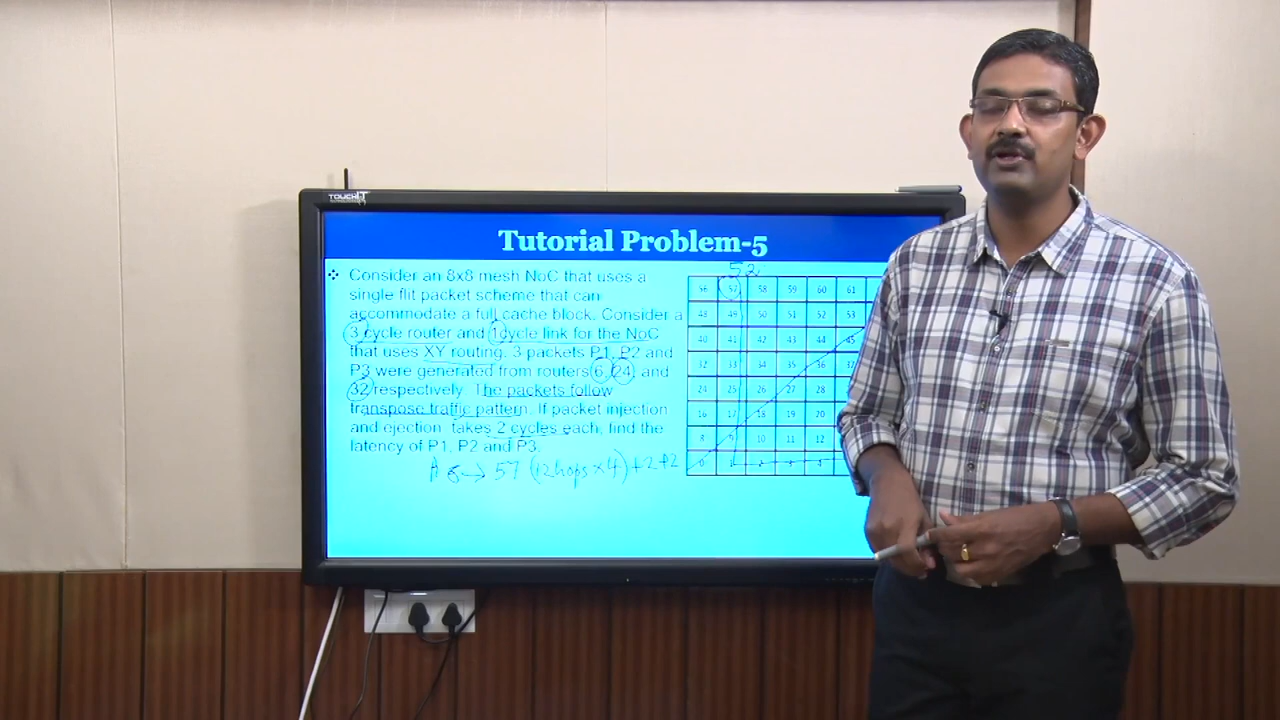 TOUCHIT
Tutorial Problem-5
Consider an 8x8 mesh NoC that uses a
single flit packet scheme that can
accommodate a full cache block. Consider a
3 cycle router and 1cycle link for the NoC
that uses XY routing. 3 packets P1, P2 and
P3 were generated from routers 6, 24 and
32 respectively. The packets follow
transpose traffic pattern. If packet injection
and ejection takes 2 cycles each, find the
latency of P1, P2 and P3.
6 → 57 (12 hops × 4) + 2 + 2
52
56 57 58 59 60 61
48 49 50 51 52 53
40 41 42 43 44 45
32 33 34 35 36 37
24 25 26 27 28
16 17 18 19 20
8 9 10 11 12
0 1 2 3 4